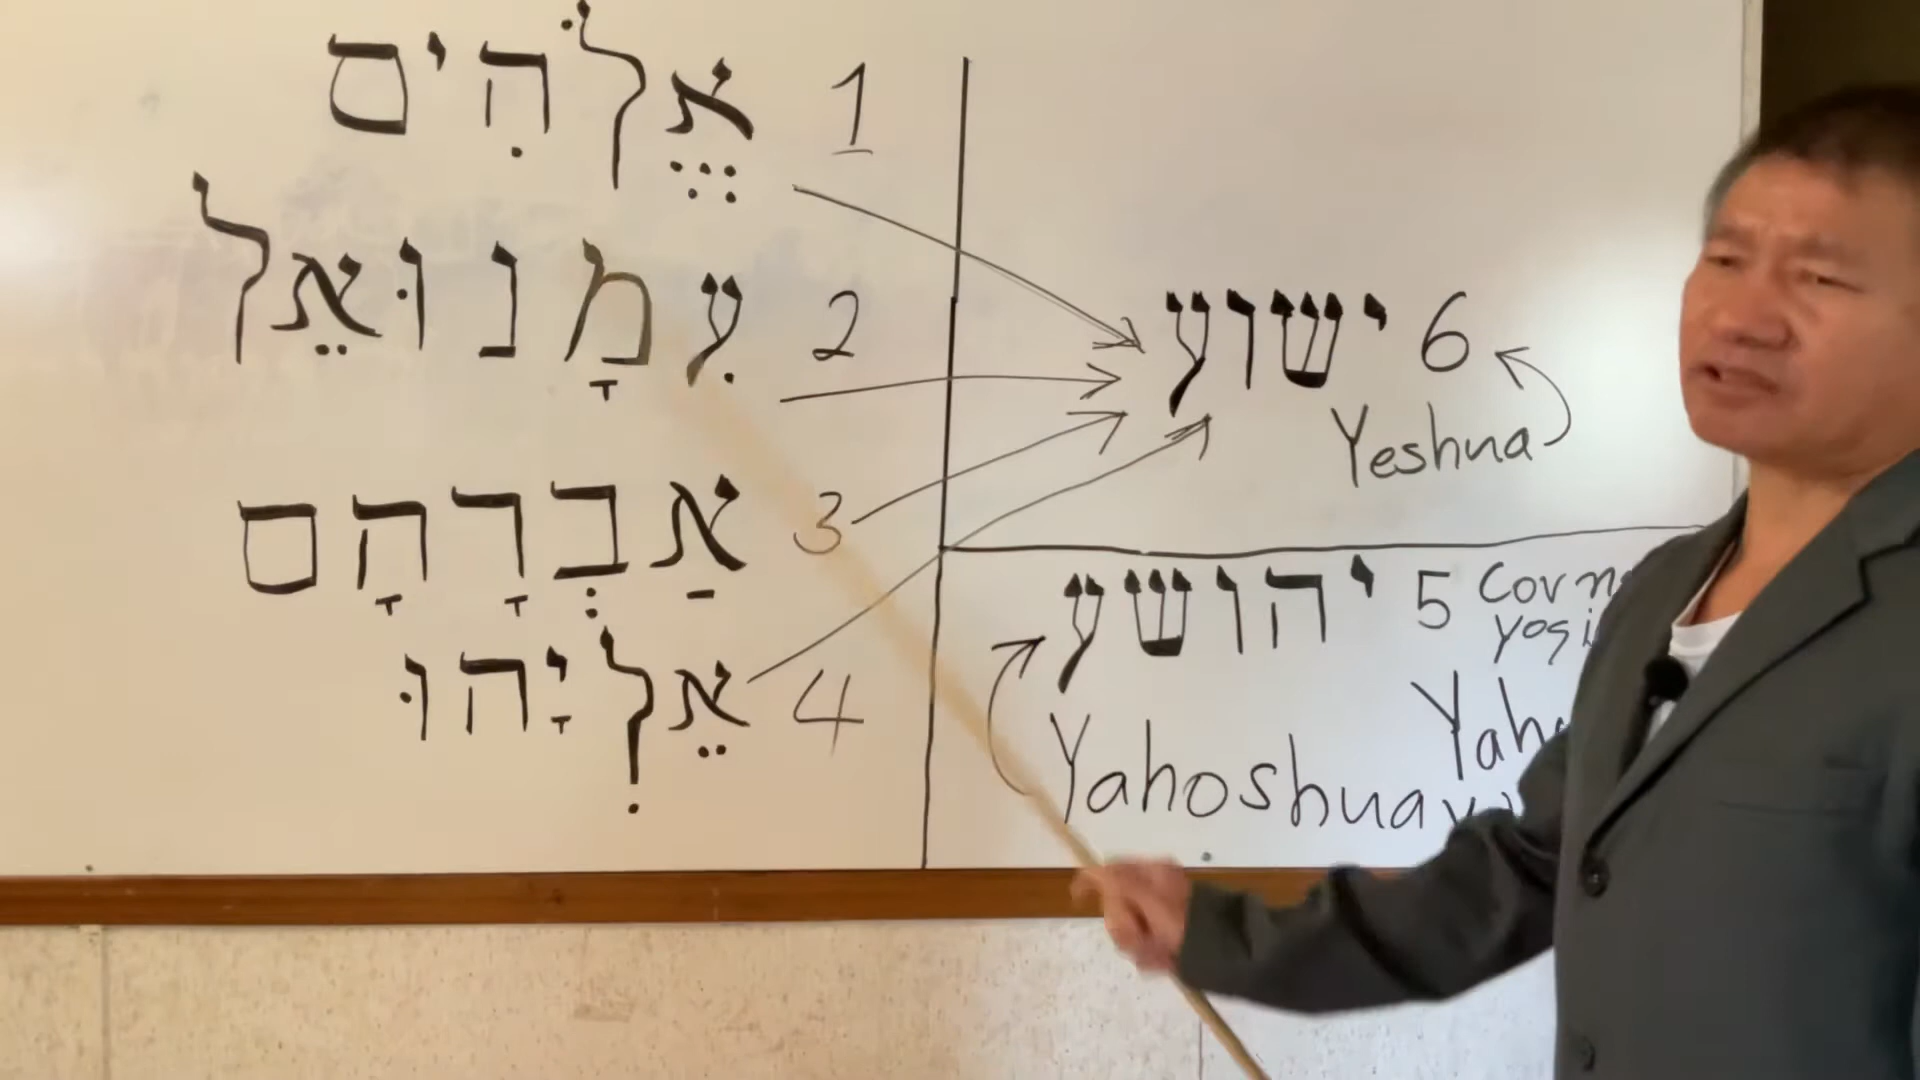 אֱלֹהִים 1
עִמָנוּאֵל 2
אַבְרָהָם 3
אֵלִיָהוּ 4
ישוע 6
Yeshua
יהושע 5
Yahoshua